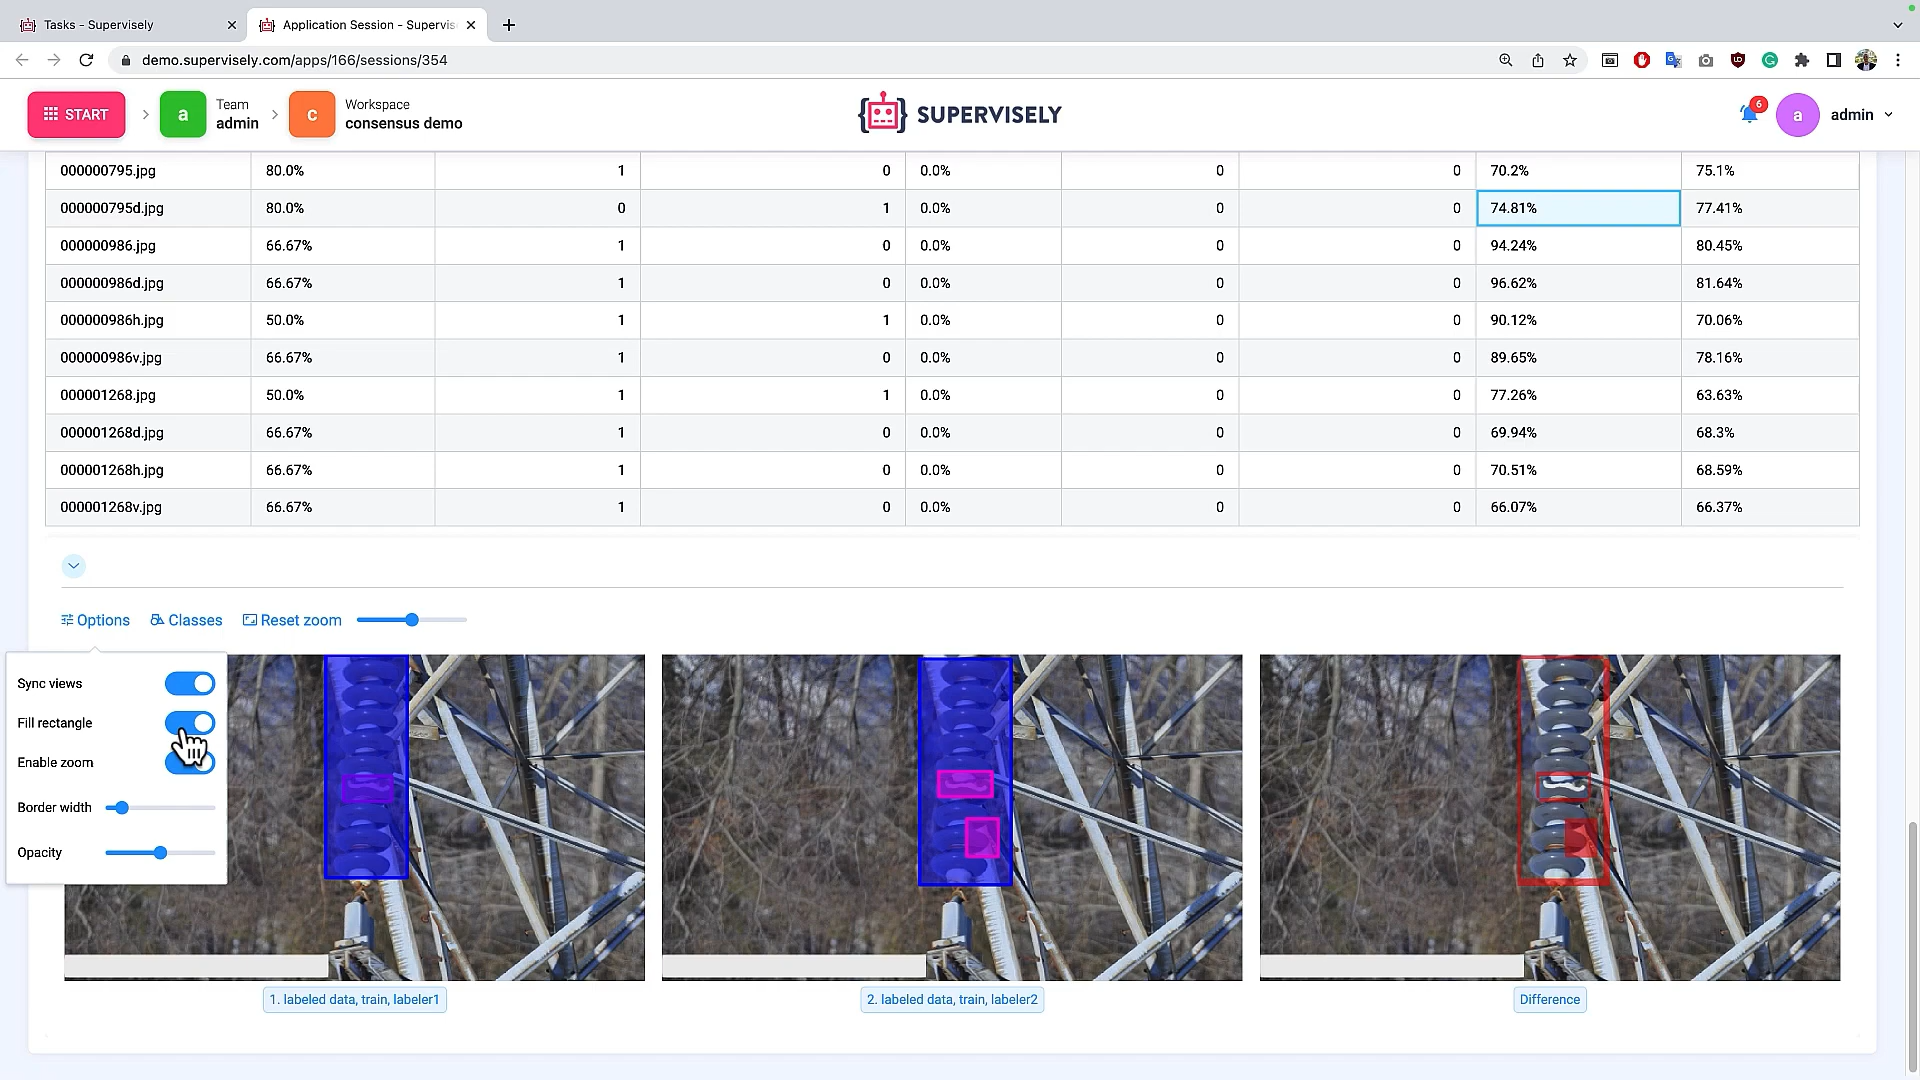 Tasks - Supervisely
Application Session - Supervis
demo.supervisely.com/apps/166/sessions/354
START
a
Team
admin
c
Workspace
consensus demo
SUPERVISELY
6
a
admin
000000795.jpg 80.0% 1 0 0.0% 0 0 70.2% 75.1%
000000795d.jpg 80.0% 0 1 0.0% 0 0 74.81% 77.41%
000000986.jpg 66.67% 1 0 0.0% 0 0 94.24% 80.45%
000000986d.jpg 66.67% 1 0 0.0% 0 0 96.62% 81.64%
000000986h.jpg 50.0% 1 1 0.0% 0 0 90.12% 70.06%
000000986v.jpg 66.67% 1 0 0.0% 0 0 89.65% 78.16%
000001268.jpg 50.0% 1 1 0.0% 0 0 77.26% 63.63%
000001268d.jpg 66.67% 1 0 0.0% 0 0 69.94% 68.3%
000001268h.jpg 66.67% 1 0 0.0% 0 0 70.51% 68.59%
000001268v.jpg 66.67% 1 0 0.0% 0 0 66.07% 66.37%
Options Classes Reset zoom
Sync views
Fill rectangle
Enable zoom
Border width
Opacity
1. labeled data, train, labeler1
2. labeled data, train, labeler2
Difference